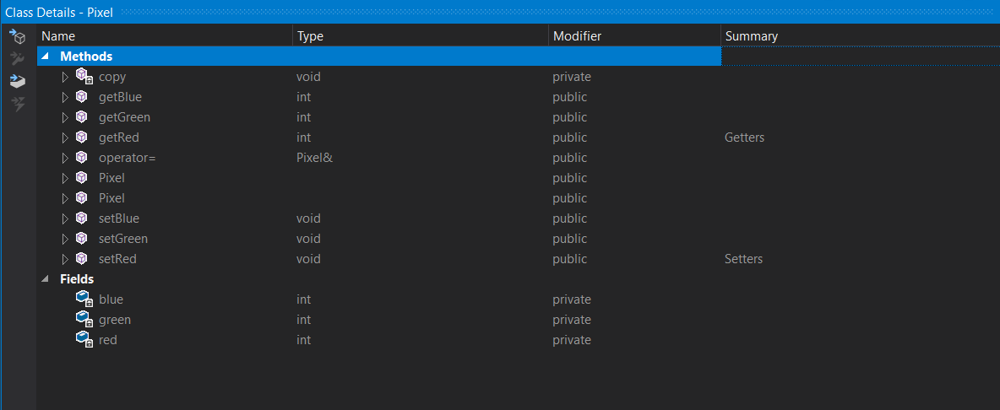 Class Details - Pixel
Name Type Modifier Summary
Methods
copy void private
getBlue int public
getGreen int public
getRed int public Getters
operator= Pixel& public
Pixel public
Pixel public
setBlue void public
setGreen void public
setRed void public Setters
Fields
blue int private
green int private
red int private